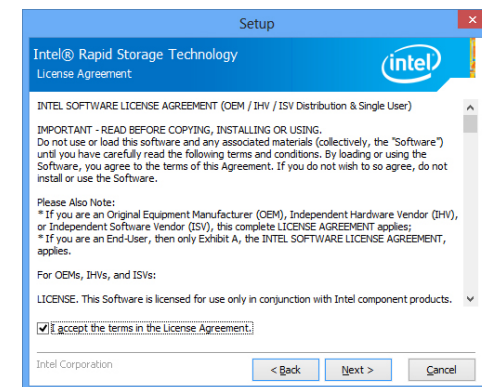 Setup
Intel® Rapid Storage Technology
License Agreement
intel
INTEL SOFTWARE LICENSE AGREEMENT (OEM / IHV / ISV Distribution & Single User)
IMPORTANT - READ BEFORE COPYING, INSTALLING OR USING.
Do not use or load this software and any associated materials (collectively, the "Software")
until you have carefully read the following terms and conditions. By loading or using the
Software, you agree to the terms of this Agreement. If you do not wish to so agree, do not
install or use the Software.
Please Also Note:
* If you are an Original Equipment Manufacturer (OEM), Independent Hardware Vendor (IHV),
or Independent Software Vendor (ISV), this complete LICENSE AGREEMENT applies;
* If you are an End-User, then only Exhibit A, the INTEL SOFTWARE LICENSE AGREEMENT,
applies.
For OEMs, IHVs, and ISVs:
LICENSE. This Software is licensed for use only in conjunction with Intel component products.
I accept the terms in the License Agreement.
Intel Corporation
< Back
Next >
Cancel